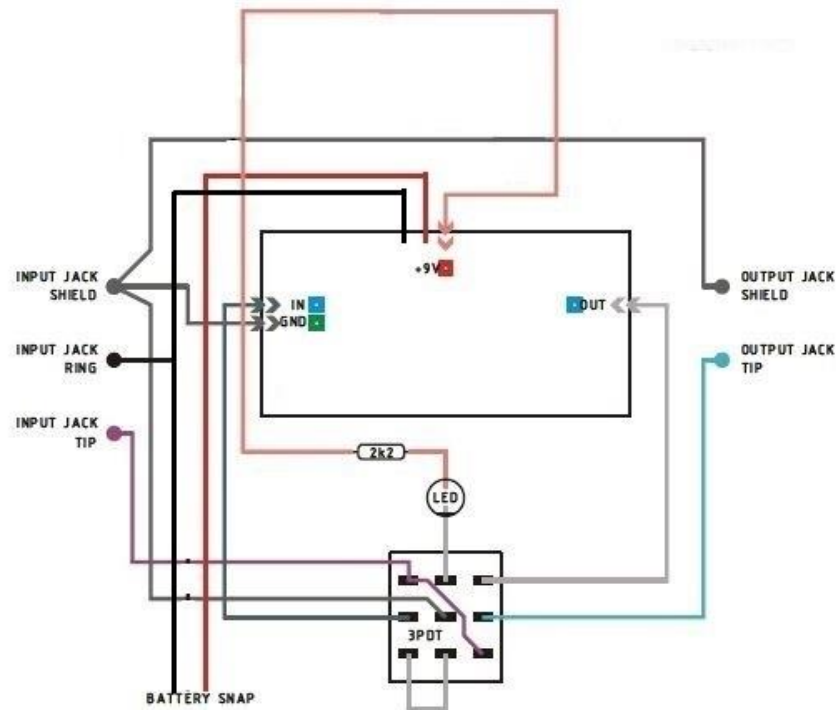 +9V
INPUT JACK
SHIELD
OUTPUT JACK
SHIELD
IN
GND
OUT
INPUT JACK
RING
OUTPUT JACK
TIP
INPUT JACK
TIP
2k2
LED
3PDT
BATTERY SNAP